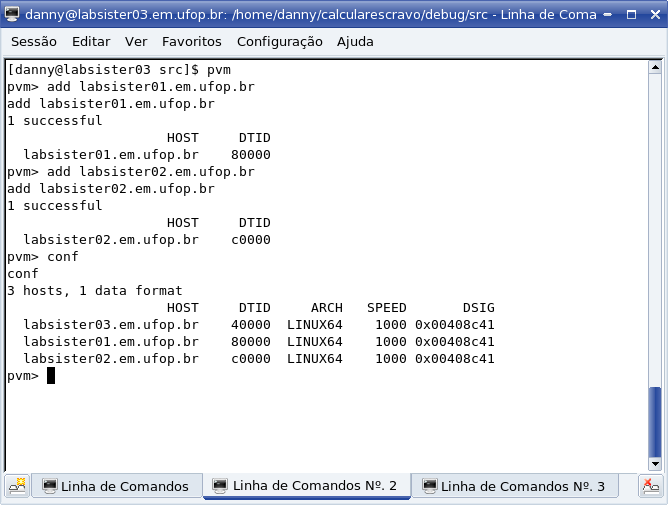 danny@labsister03.em.ufop.br: /home/danny/calcularescravo/debug/src - Linha de Coma
Sessão Editar Ver Favoritos Configuração Ajuda
[danny@labsister03 src]$ pvm
pvm> add labsister01.em.ufop.br
add labsister01.em.ufop.br
1 successful
                    HOST     DTID
  labsister01.em.ufop.br    80000
pvm> add labsister02.em.ufop.br
add labsister02.em.ufop.br
1 successful
                    HOST     DTID
  labsister02.em.ufop.br    c0000
pvm> conf
conf
3 hosts, 1 data format
                    HOST     DTID     ARCH   SPEED       DSIG
  labsister03.em.ufop.br    40000  LINUX64    1000 0x00408c41
  labsister01.em.ufop.br    80000  LINUX64    1000 0x00408c41
  labsister02.em.ufop.br    c0000  LINUX64    1000 0x00408c41
pvm>
Linha de Comandos Linha de Comandos Nº. 2 Linha de Comandos Nº. 3